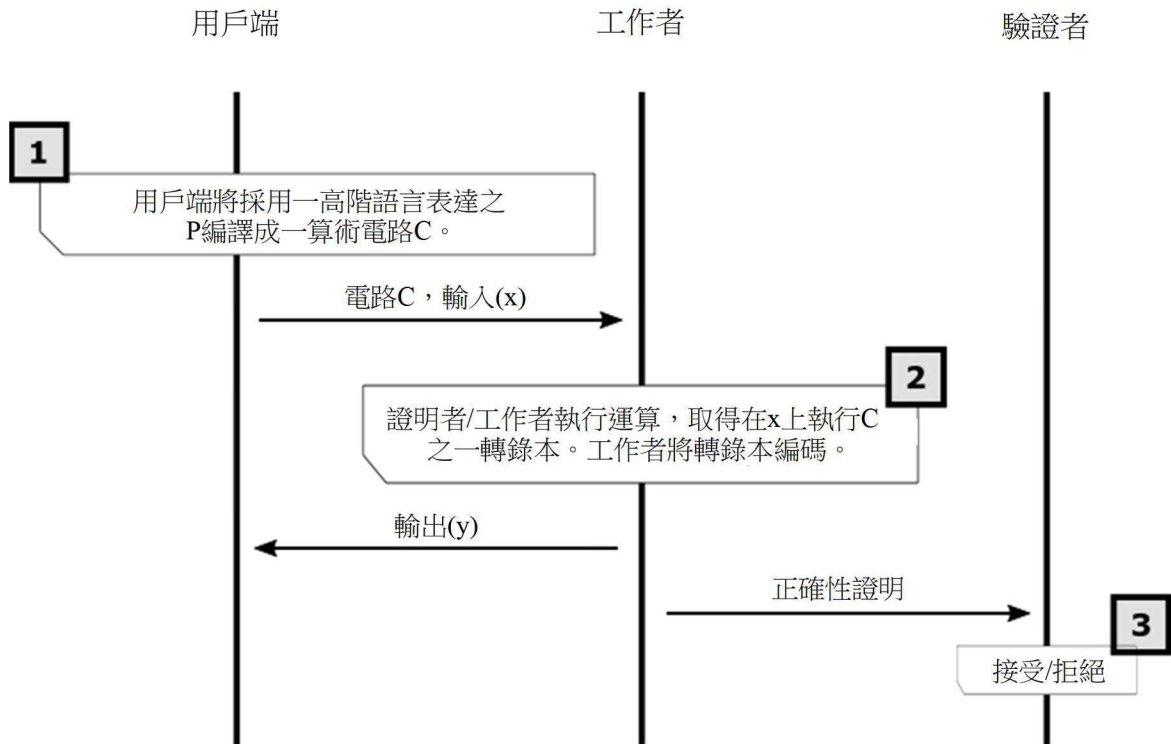 用戶端
工作者
驗證者
1
用戶端將採用一高階語言表達之
P編譯成一算術電路C。
電路C，輸入(x)
2
證明者/工作者執行運算，取得在x上執行C
之一轉錄本。工作者將轉錄本編碼。
輸出(y)
正確性證明
3
接受/拒絕